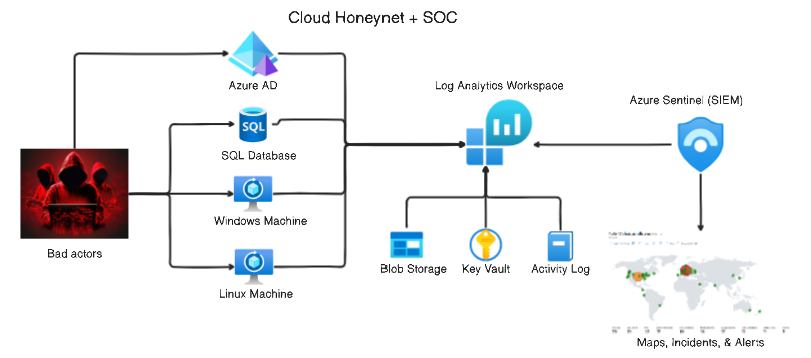 Cloud Honeynet + SOC
Azure AD
Log Analytics Workspace
Azure Sentinel (SIEM)
SQL
SQL Database
Windows Machine
Bad actors
Linux Machine
Blob Storage
Key Vault
Activity Log
Maps, Incidents, & Alerts